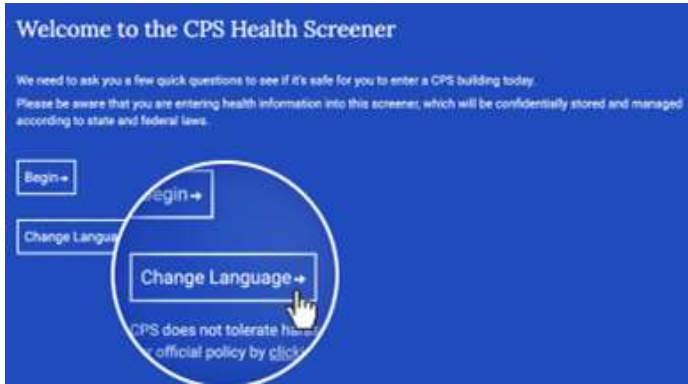 Welcome to the CPS Health Screener
We need to ask you a few quick questions to see if it's safe for you to enter a CPS building today.
Please be aware that you are entering health information into this screener, which will be confidentially stored and managed
according to state and federal laws.
Begin→
Change
Begin→
Change Language→
CPS does not tolerate
official policy by